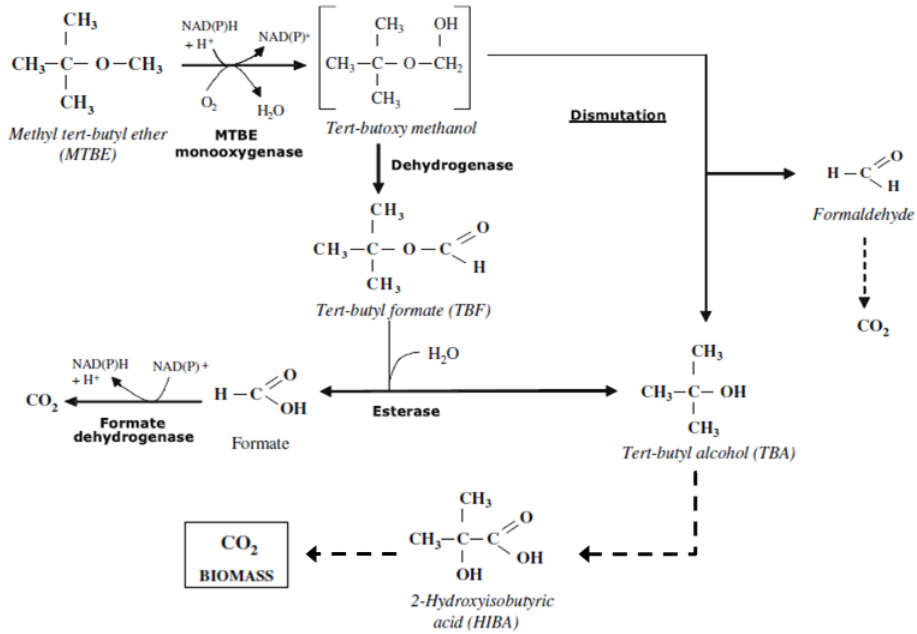 CH₃
CH₃–C– O –CH₃
CH₃
Methyl tert-butyl ether
(MTBE)
NAD(P)H
+ H⁺
NAD(P)⁺
O₂
H₂O
MTBE
monooxygenase
CH₃ OH
CH₃–C– O –CH₂
CH₃
Tert-butoxy methanol
Dismutation
Dehydrogenase
H – C O
H
Formaldehyde
CO₂
CH₃
CH₃–C– O – C O
H
CH₃
Tert-butyl formate (TBF)
H₂O
Esterase
NAD(P)H
+ H⁺
NAD(P)+
CO₂
Formate
dehydrogenase
H – C O
OH
Formate
CH₃
CH₃–C– OH
CH₃
Tert-butyl alcohol (TBA)
CH₃
CH₃–C– C O
OH
OH
2-Hydroxyisobutyric
acid (HIBA)
CO₂
BIOMASS